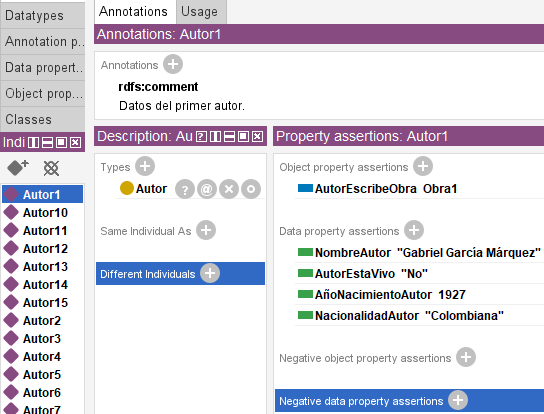 Datatypes
Annotation p...
Data propert...
Object prop...
Classes
Indi
Autor1
Autor10
Autor11
Autor12
Autor13
Autor14
Autor15
Autor2
Autor3
Autor4
Autor5
Autor6
Autor7
Annotations Usage
Annotations: Autor1
Annotations
rdfs:comment
Datos del primer autor.
Description: Au
Types
Autor
Same Individual As
Different Individuals
Property assertions: Autor1
Object property assertions
AutorEscribeObra Obra1
Data property assertions
NombreAutor "Gabriel García Márquez"
AutorEstaVivo "No"
AñoNacimientoAutor 1927
NacionalidadAutor "Colombiana"
Negative object property assertions
Negative data property assertions